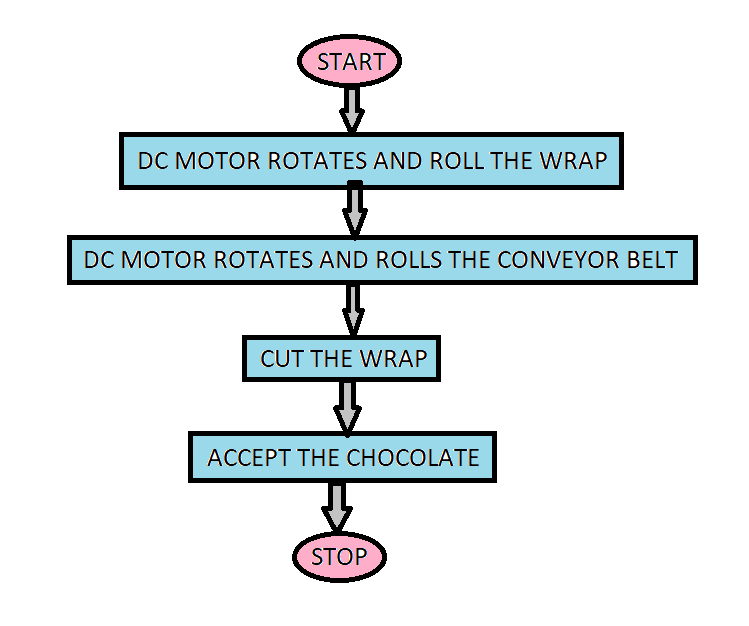 START
DC MOTOR ROTATES AND ROLL THE WRAP
DC MOTOR ROTATES AND ROLLS THE CONVEYOR BELT
CUT THE WRAP
ACCEPT THE CHOCOLATE
STOP